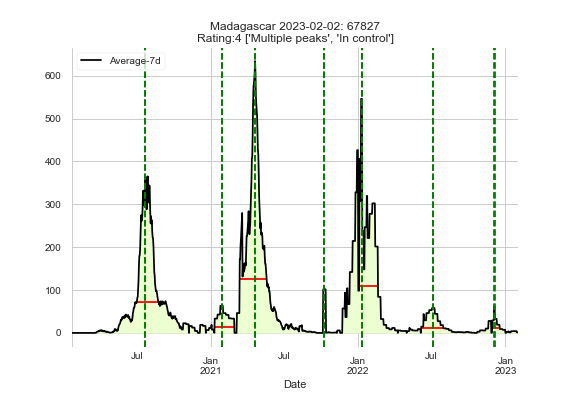 Madagascar 2023-02-02: 67827
Rating:4 ['Multiple peaks', 'In control']
Average-7d
600
500
400
300
200
100
0
Jul
Jan
2021
Jul
Jan
2022
Jul
Jan
2023
Date